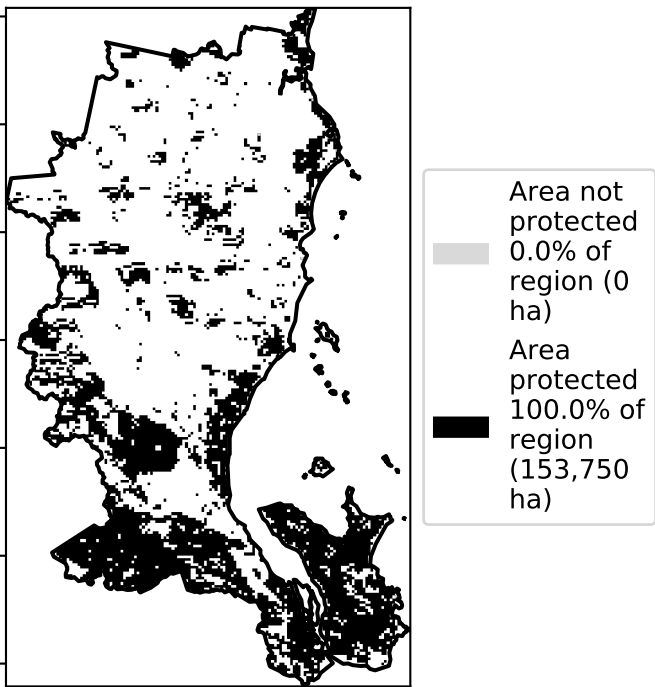 Area not
protected
0.0% of
region (0
ha)
Area
protected
100.0% of
region
(153,750
ha)